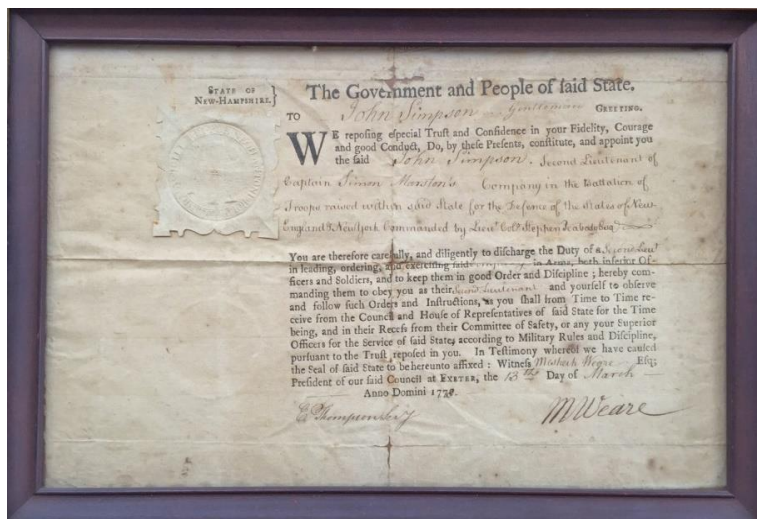 STATE OF
NEW-HAMPSHIRE. }
The Government and People of ſaid State,
TO John Simpson Gentleman GREETING.
WE repoſing eſpecial Truſt and Confidence in your Fidelity, Courage
and good Conduct, Do, by theſe Preſents, conſtitute, and appoint you
the ſaid John Simpson. Second Lieutenant of
Captain Simon Marston's Company in the Battalion of
Troops raised within said State for the Defence of the States of New
England & New York Commanded by Lieut Colo Stephen Peabody Esq
You are therefore carefully, and diligently to diſcharge the Duty of a Second Lieut
in leading, ordering, and exerciſing ſaid Company in Arms, both inferior Of-
ficers and Soldiers, and to keep them in good Order and Diſcipline ; hereby com-
manding them to obey you as their Second Lieutenant and yourſelf to obſerve
and follow ſuch Orders and Inſtructions, as you ſhall from Time to Time re-
ceive from the Council and Houſe of Repreſentatives of ſaid State for the Time
being, and in their Receſs from their Committee of Safety, or any your Superior
Officers for the Service of ſaid State, according to Military Rules and Diſcipline,
purſuant to the Truſt repoſed in you. In Teſtimony whereof we have cauſed
the Seal of ſaid State to be hereunto affixed : Witneſs Meshech Weare Eſq;
President of our ſaid Council at EXETER, the 13th Day of March
Anno Domini 1778.
E Thompson Secy
M Weare